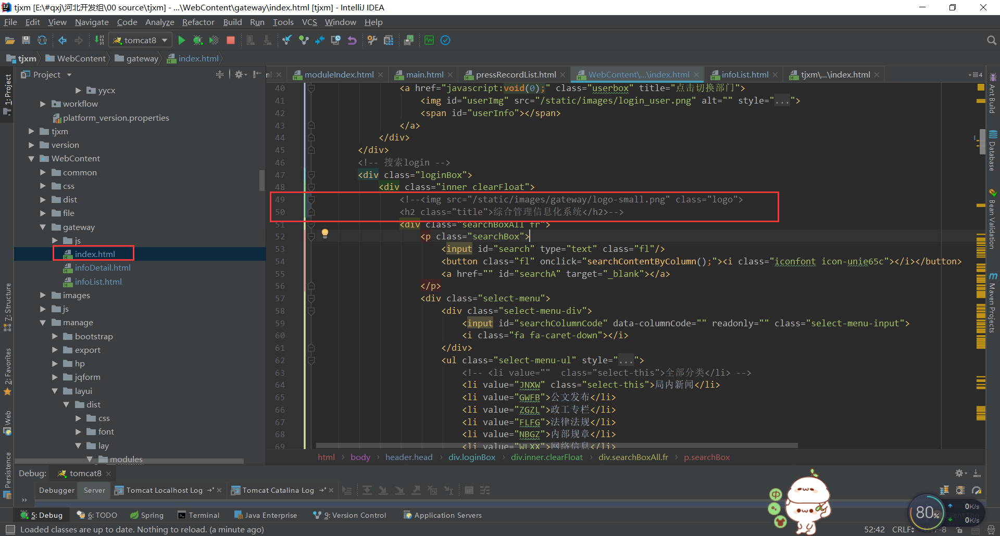 tjxm [E:\#qxj\河北开发组\00 source\tjxm] - ...\WebContent\gateway\index.html [tjxm] - IntelliJ IDEA
File Edit View Navigate Code Analyze Refactor Build Run Tools VCS Window Help
tomcat8
tjxm WebContent gateway index.html
Project
moduleIndex.html main.html pressRecordList.html WebContent\...\index.html infoList.html tjxm\...\index.html
1: Project
7: Structure
2: Favorites
Web
Persistence
yycx
workflow
platform_version.properties
tjxm
version
WebContent
common
css
dist
file
gateway
js
index.html
infoDetail.html
infoList.html
images
js
manage
bootstrap
export
hp
jqform
layui
dist
css
font
lay
modules
40 <a href="javascript:void(0);" class="userbox" title="点击切换部门">
41 <img id="userImg" src="/static/images/login_user.png" alt="" style="...">
42 <span id="userInfo"></span>
43 </a>
44 </div>
45 </div>
46 <!-- 搜索login -->
47 <div class="loginBox">
48 <div class="inner clearFloat">
49 <!--<img src="/static/images/gateway/logo-small.png" class="logo">
50 <h2 class="title">综合管理信息化系统</h2>-->
51 <div class="searchBoxAll fr">
52 <p class="searchBox">
53 <input id="search" type="text" class="fl"/>
54 <button class="fl" onclick="searchContentByColumn();"><i class="iconfont icon-unie65c"></i></button>
55 <a href="" id="searchA" target="_blank"></a>
56 </p>
57 <div class="select-menu">
58 <div class="select-menu-div">
59 <input id="searchColumnCode" data-columnCode="" readonly="" class="select-menu-input">
60 <i class="fa fa-caret-down"></i>
61 </div>
62 <ul class="select-menu-ul" style="...">
63 <!-- <li value=""  class="select-this">全部分类</li> -->
64 <li value="JNXW" class="select-this">局内新闻</li>
65 <li value="GWFB">公文发布</li>
66 <li value="ZGZL">政工专栏</li>
67 <li value="FLFG">法律法规</li>
68 <li value="NBGZ">内部规章</li>
69 <li value="WLXX">网络信息</li>
html body header.head div.loginBox div.inner.clearFloat div.searchBoxAll.fr p.searchBox
4
Ant Build
Database
Bean Validation
Maven Projects
Debug: tomcat8
Debugger Server Tomcat Localhost Log Tomcat Catalina Log
5: Debug 6: TODO Spring Terminal Java Enterprise 9: Version Control Application Servers
中
80%
0K/s
0K/s
Loaded classes are up to date. Nothing to reload. (a minute ago)
52:42 CRLF